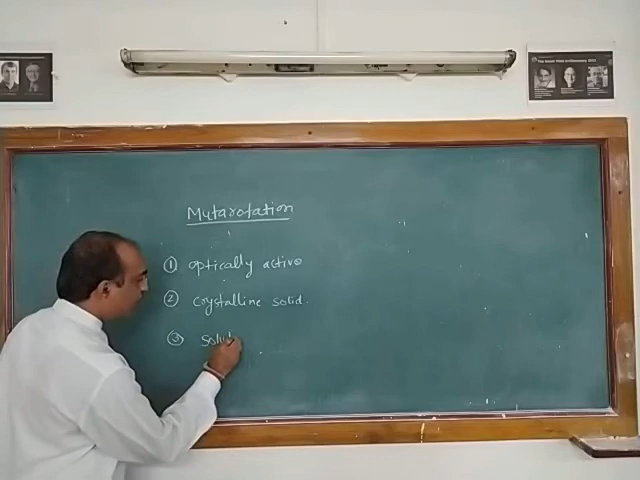 Mutarotation
① optically active
② Crystalline solid.
③ Solu